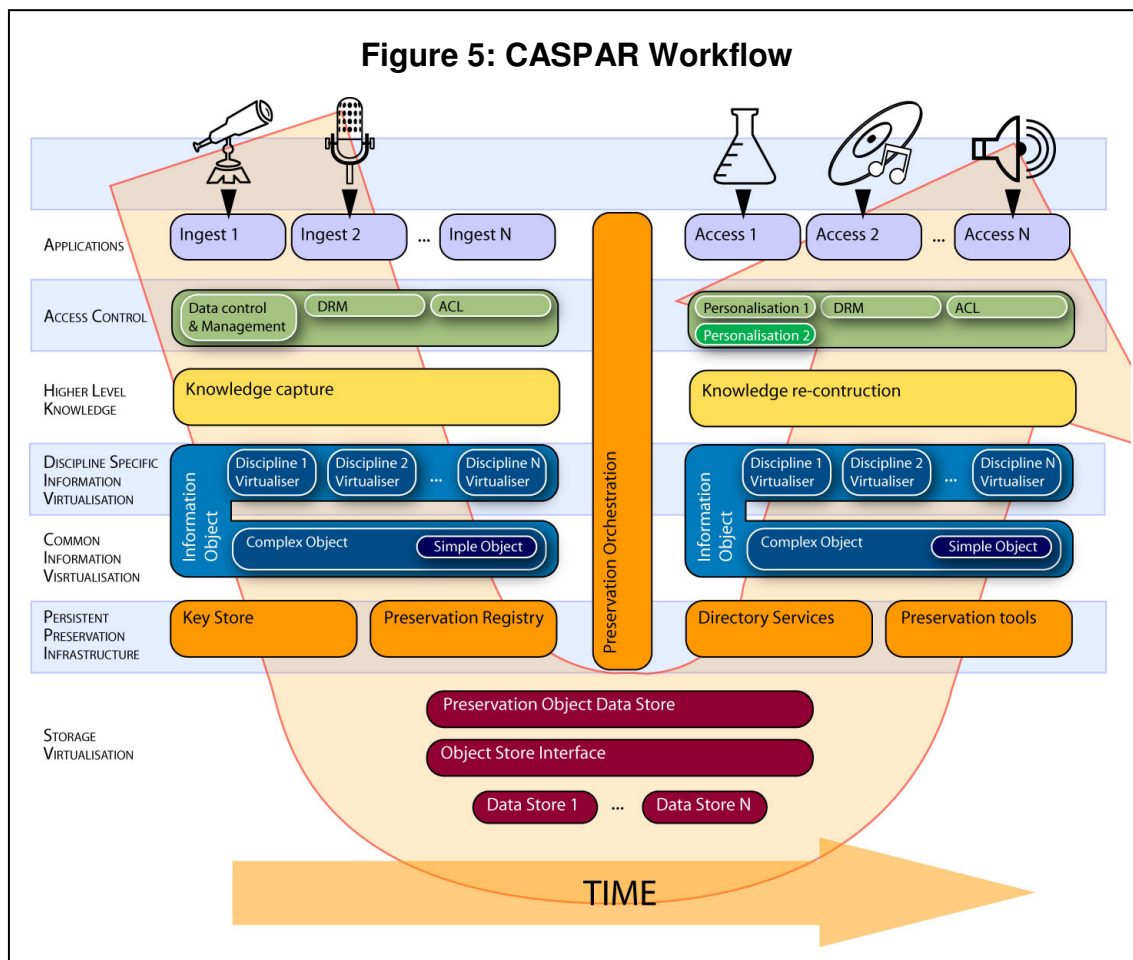 Figure 5: CASPAR Workflow
APPLICATIONS
Ingest 1
Ingest 2
...
Ingest N
Access 1
Access 2
...
Access N
ACCESS CONTROL
Data control
& Management
DRM
ACL
Personalisation 1
Personalisation 2
DRM
ACL
HIGHER LEVEL
KNOWLEDGE
Knowledge capture
Knowledge re-contruction
DISCIPLINE SPECIFIC
INFORMATION
VIRTUALISATION
Discipline 1
Virtualiser
Discipline 2
Virtualiser
...
Discipline N
Virtualiser
Discipline 1
Virtualiser
Discipline 2
Virtualiser
...
Discipline N
Virtualiser
Information
Object
Information
Object
COMMON
INFORMATION
VISRTUALISATION
Complex Object
Simple Object
Complex Object
Simple Object
Preservation Orchestration
PERSISTENT
PRESERVATION
INFRASTRUCTURE
Key Store
Preservation Registry
Directory Services
Preservation tools
STORAGE
VIRTUALISATION
Preservation Object Data Store
Object Store Interface
Data Store 1
...
Data Store N
TIME